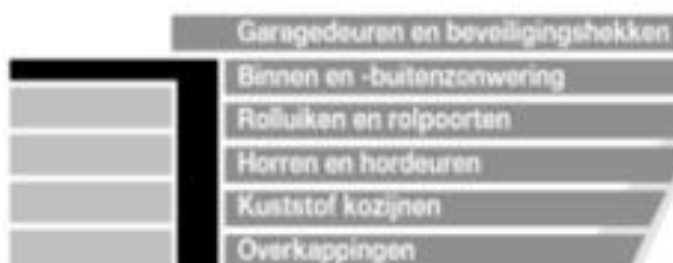 Garagedeuren en beveiligingshekken
Binnen en -buitenzonwering
Rolluiken en rolpoorten
Horren en hordeuren
Kuststof kozijnen
Overkappingen